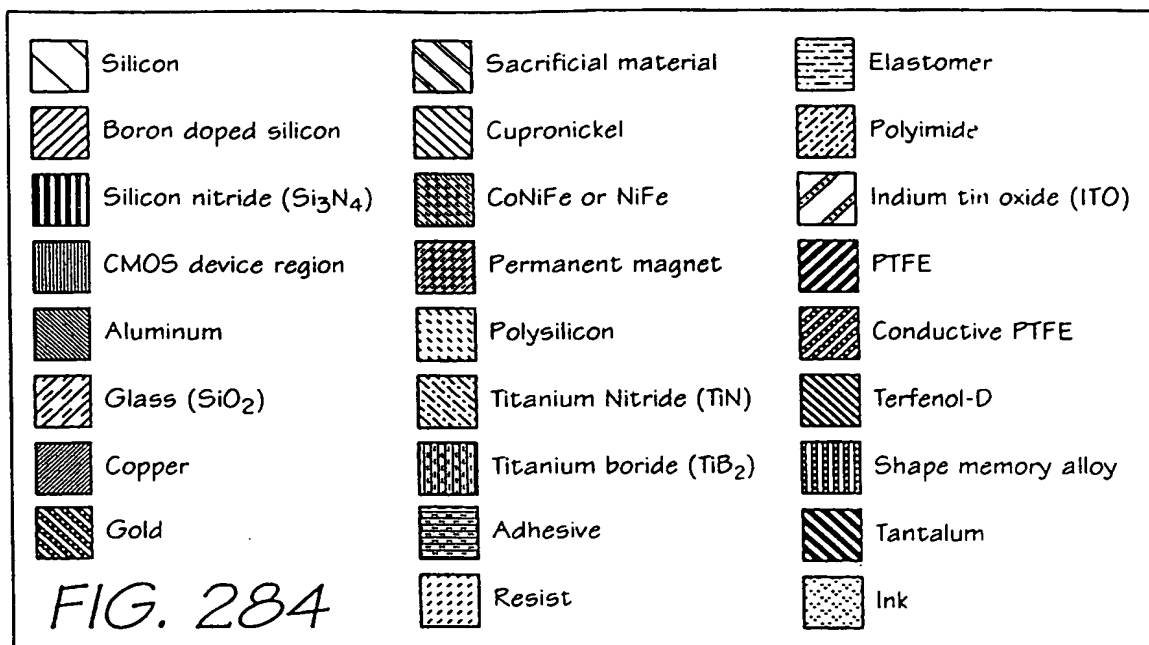 Silicon
Boron doped silicon
Silicon nitride (Si₃N₄)
CMOS device region
Aluminum
Glass (SiO₂)
Copper
Gold
FIG. 284
Sacrificial material
Cupronickel
CoNiFe or NiFe
Permanent magnet
Polysilicon
Titanium Nitride (TiN)
Titanium boride (TiB₂)
Adhesive
Resist
Elastomer
Polyimide
Indium tin oxide (ITO)
PTFE
Conductive PTFE
Terfenol-D
Shape memory alloy
Tantalum
Ink